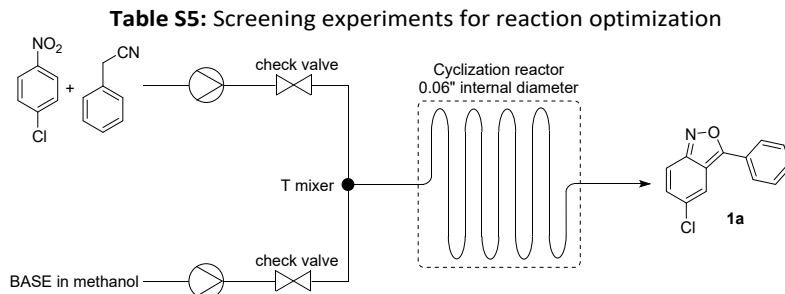 Table S5: Screening experiments for reaction optimization
NO2
CN
+
Cl
check valve
Cyclization reactor
0.06" internal diameter
T mixer
N
O
Cl
1a
check valve
BASE in methanol